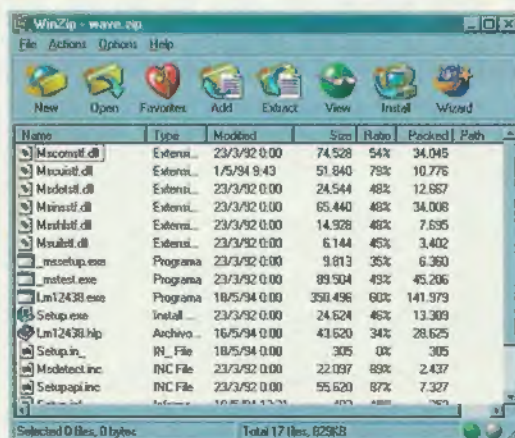 WinZip - wave.zip
File Actions Options Help
New Open Favorites Add Extract View Install Wizard
Name Type Modified Size Ratio Packed Path
Mscomstf.dll Extensi... 23/3/92 0:00 74.528 54% 34.045
Mscuistf.dll Extensi... 1/5/94 9:43 51.840 79% 10.776
Msdetstf.dll Extensi... 23/3/92 0:00 24.544 48% 12.667
Msinsstf.dll Extensi... 23/3/92 0:00 65.440 48% 34.008
Msshlstf.dll Extensi... 23/3/92 0:00 14.928 48% 7.695
Msuilstf.dll Extensi... 23/3/92 0:00 6.144 45% 3.402
_mssetup.exe Programa 23/3/92 0:00 9.813 35% 6.360
_mstest.exe Programa 23/3/92 0:00 89.504 49% 45.206
Lm12438.exe Programa 18/5/94 0:00 350.496 60% 141.979
Setup.exe Install ... 23/3/92 0:00 24.624 46% 13.309
Lm12438.hlp Archivo... 16/5/94 0:00 43.620 34% 28.625
Setup.in_ IN_ File 18/5/94 0:00 305 0% 305
Msdetect.inc INC File 23/3/92 0:00 22.097 89% 2.437
Setupapi.inc INC File 23/3/92 0:00 55.620 87% 7.327
Selected 0 files, 0 bytes Total 17 files, 829KB